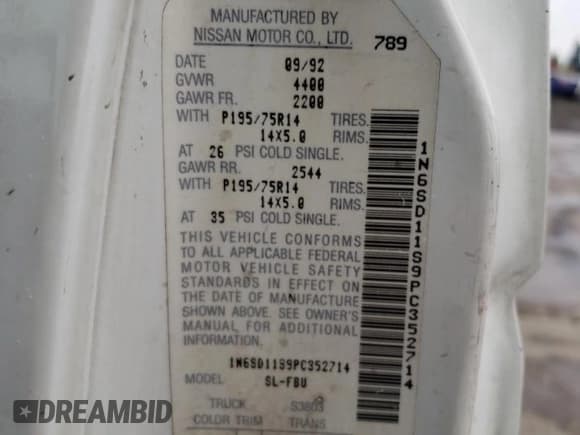 MANUFACTURED BY
NISSAN MOTOR CO., LTD. 789
DATE 09/92
GVWR 4400
GAWR FR. 2200
WITH P195/75R14 TIRES.
14X5.0 RIMS.
AT 26 PSI COLD SINGLE.
GAWR RR. 2544
WITH P195/75R14 TIRES.
14X5.0 RIMS.
AT 35 PSI COLD SINGLE.
THIS VEHICLE CONFORMS
TO ALL APPLICABLE FEDERAL
MOTOR VEHICLE SAFETY
STANDARDS IN EFFECT ON
THE DATE OF MANUFACTURE
SHOWN ABOVE. SEE OWNER'S
MANUAL FOR ADDITIONAL
INFORMATION.
1N6SD11S9PC352714
MODEL SL-FBU
TRUCK
COLOR TRIM TRANS
1N6SD11S9PC352714
DREAMBID